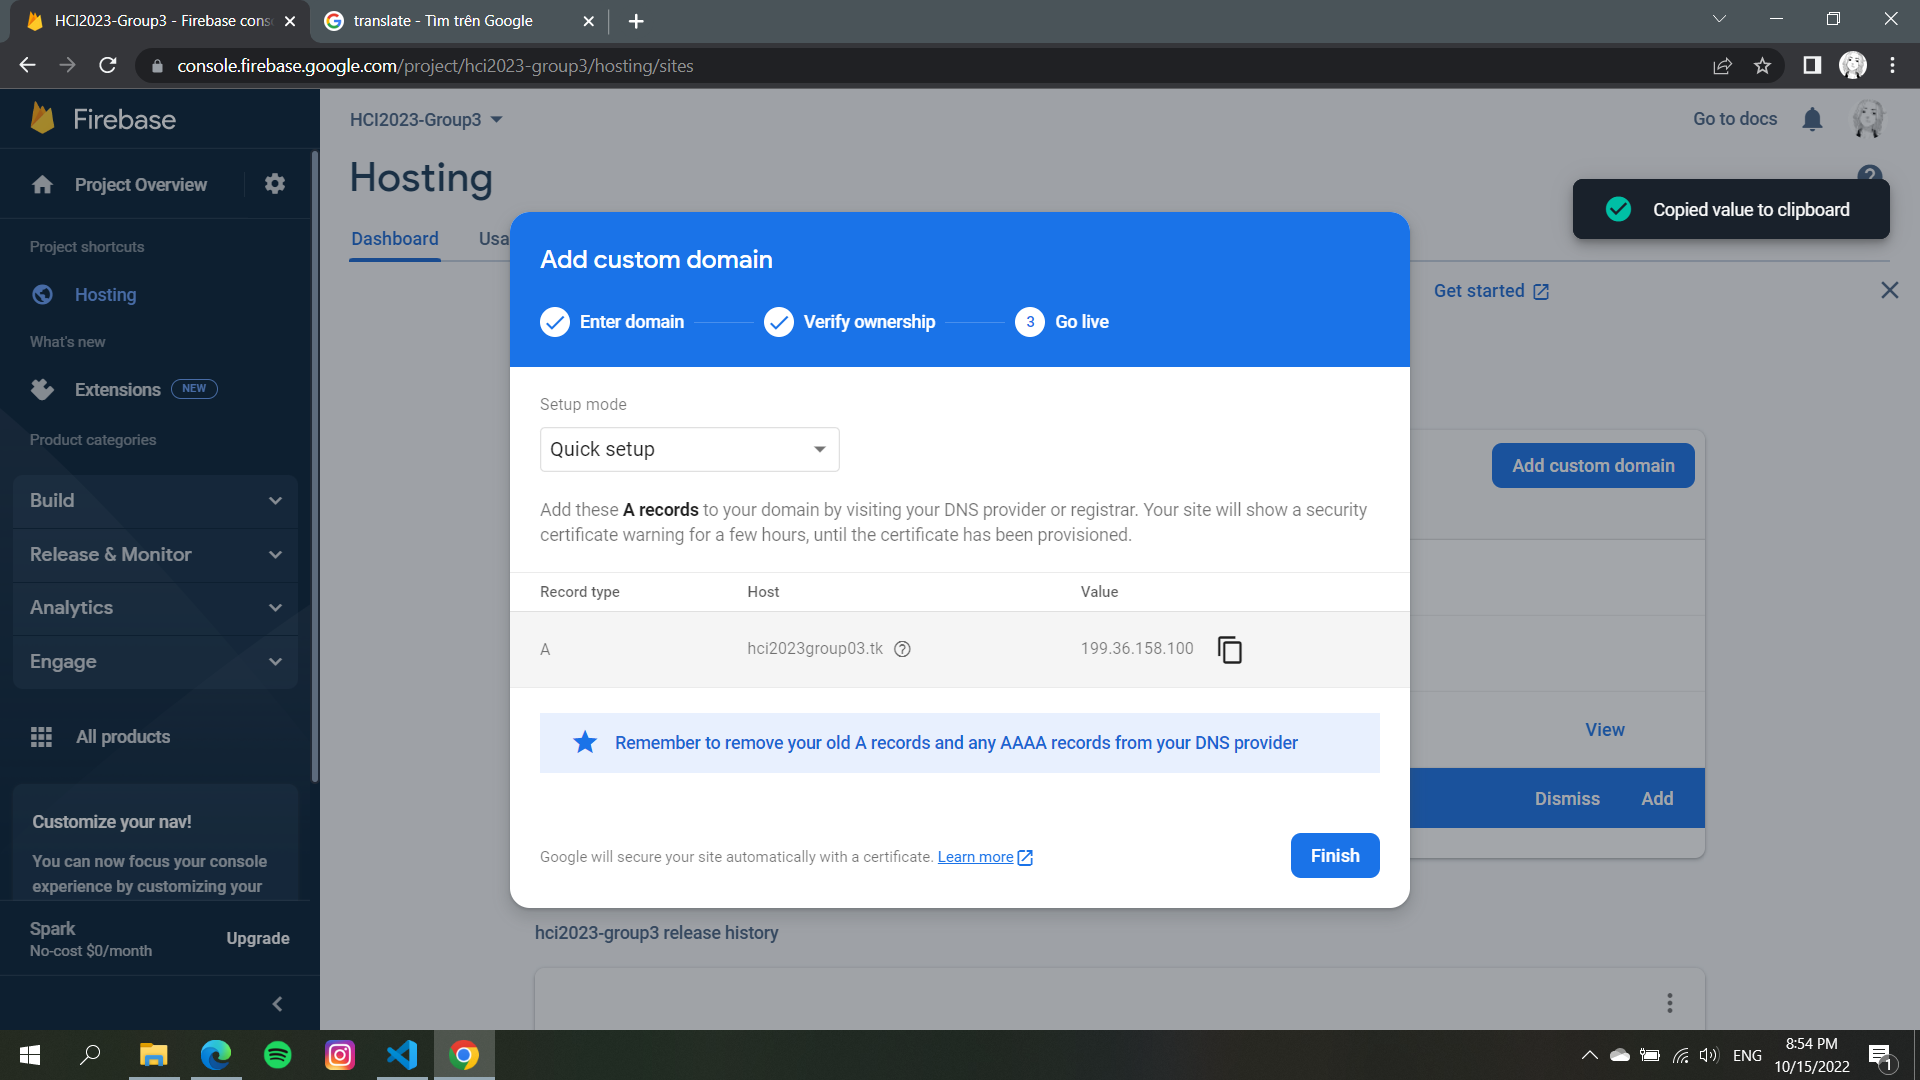 HCI2023-Group3 - Firebase cons
translate - Tìm trên Google
console.firebase.google.com/project/hci2023-group3/hosting/sites
Firebase
Project Overview
Project shortcuts
Hosting
What's new
Extensions NEW
Product categories
Build
Release & Monitor
Analytics
Engage
All products
Customize your nav!
You can now focus your console
experience by customizing your
Spark
No-cost $0/month
Upgrade
HCI2023-Group3
Go to docs
Hosting
Copied value to clipboard
Dashboard
Usa
Get started
Add custom domain
View
Dismiss
Add
Add custom domain
Enter domain
Verify ownership
3
Go live
Setup mode
Quick setup
Add these A records to your domain by visiting your DNS provider or registrar. Your site will show a security
certificate warning for a few hours, until the certificate has been provisioned.
Record type Host Value
A hci2023group03.tk 199.36.158.100
Remember to remove your old A records and any AAAA records from your DNS provider
Google will secure your site automatically with a certificate. Learn more
Finish
hci2023-group3 release history
ENG
8:54 PM
10/15/2022
1